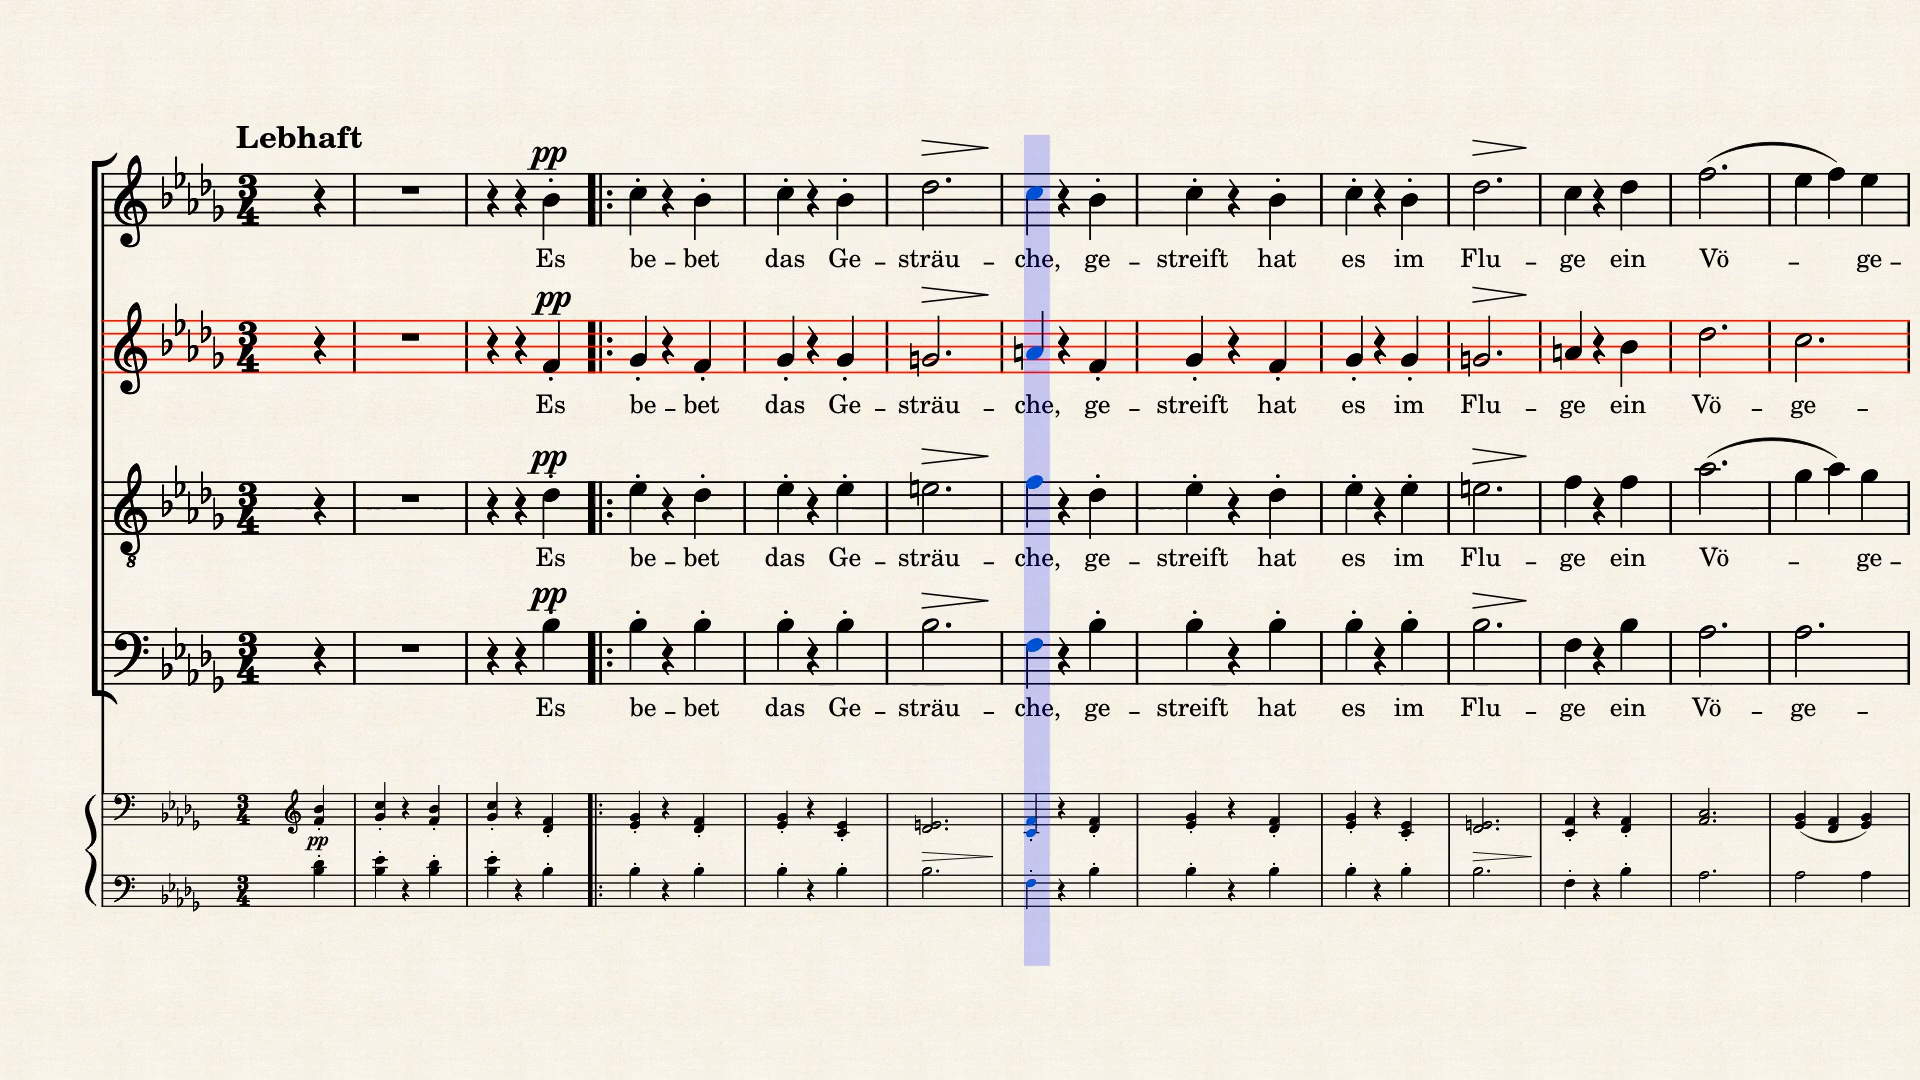 Lebhaft
pp
Es be - bet das Ge - sträu - che, ge - streift hat es im Flu - ge ein Vö - ge -
pp
Es be - bet das Ge - sträu - che, ge - streift hat es im Flu - ge ein Vö - ge -
pp
Es be - bet das Ge - sträu - che, ge - streift hat es im Flu - ge ein Vö - ge -
pp
Es be - bet das Ge - sträu - che, ge - streift hat es im Flu - ge ein Vö - ge -
pp